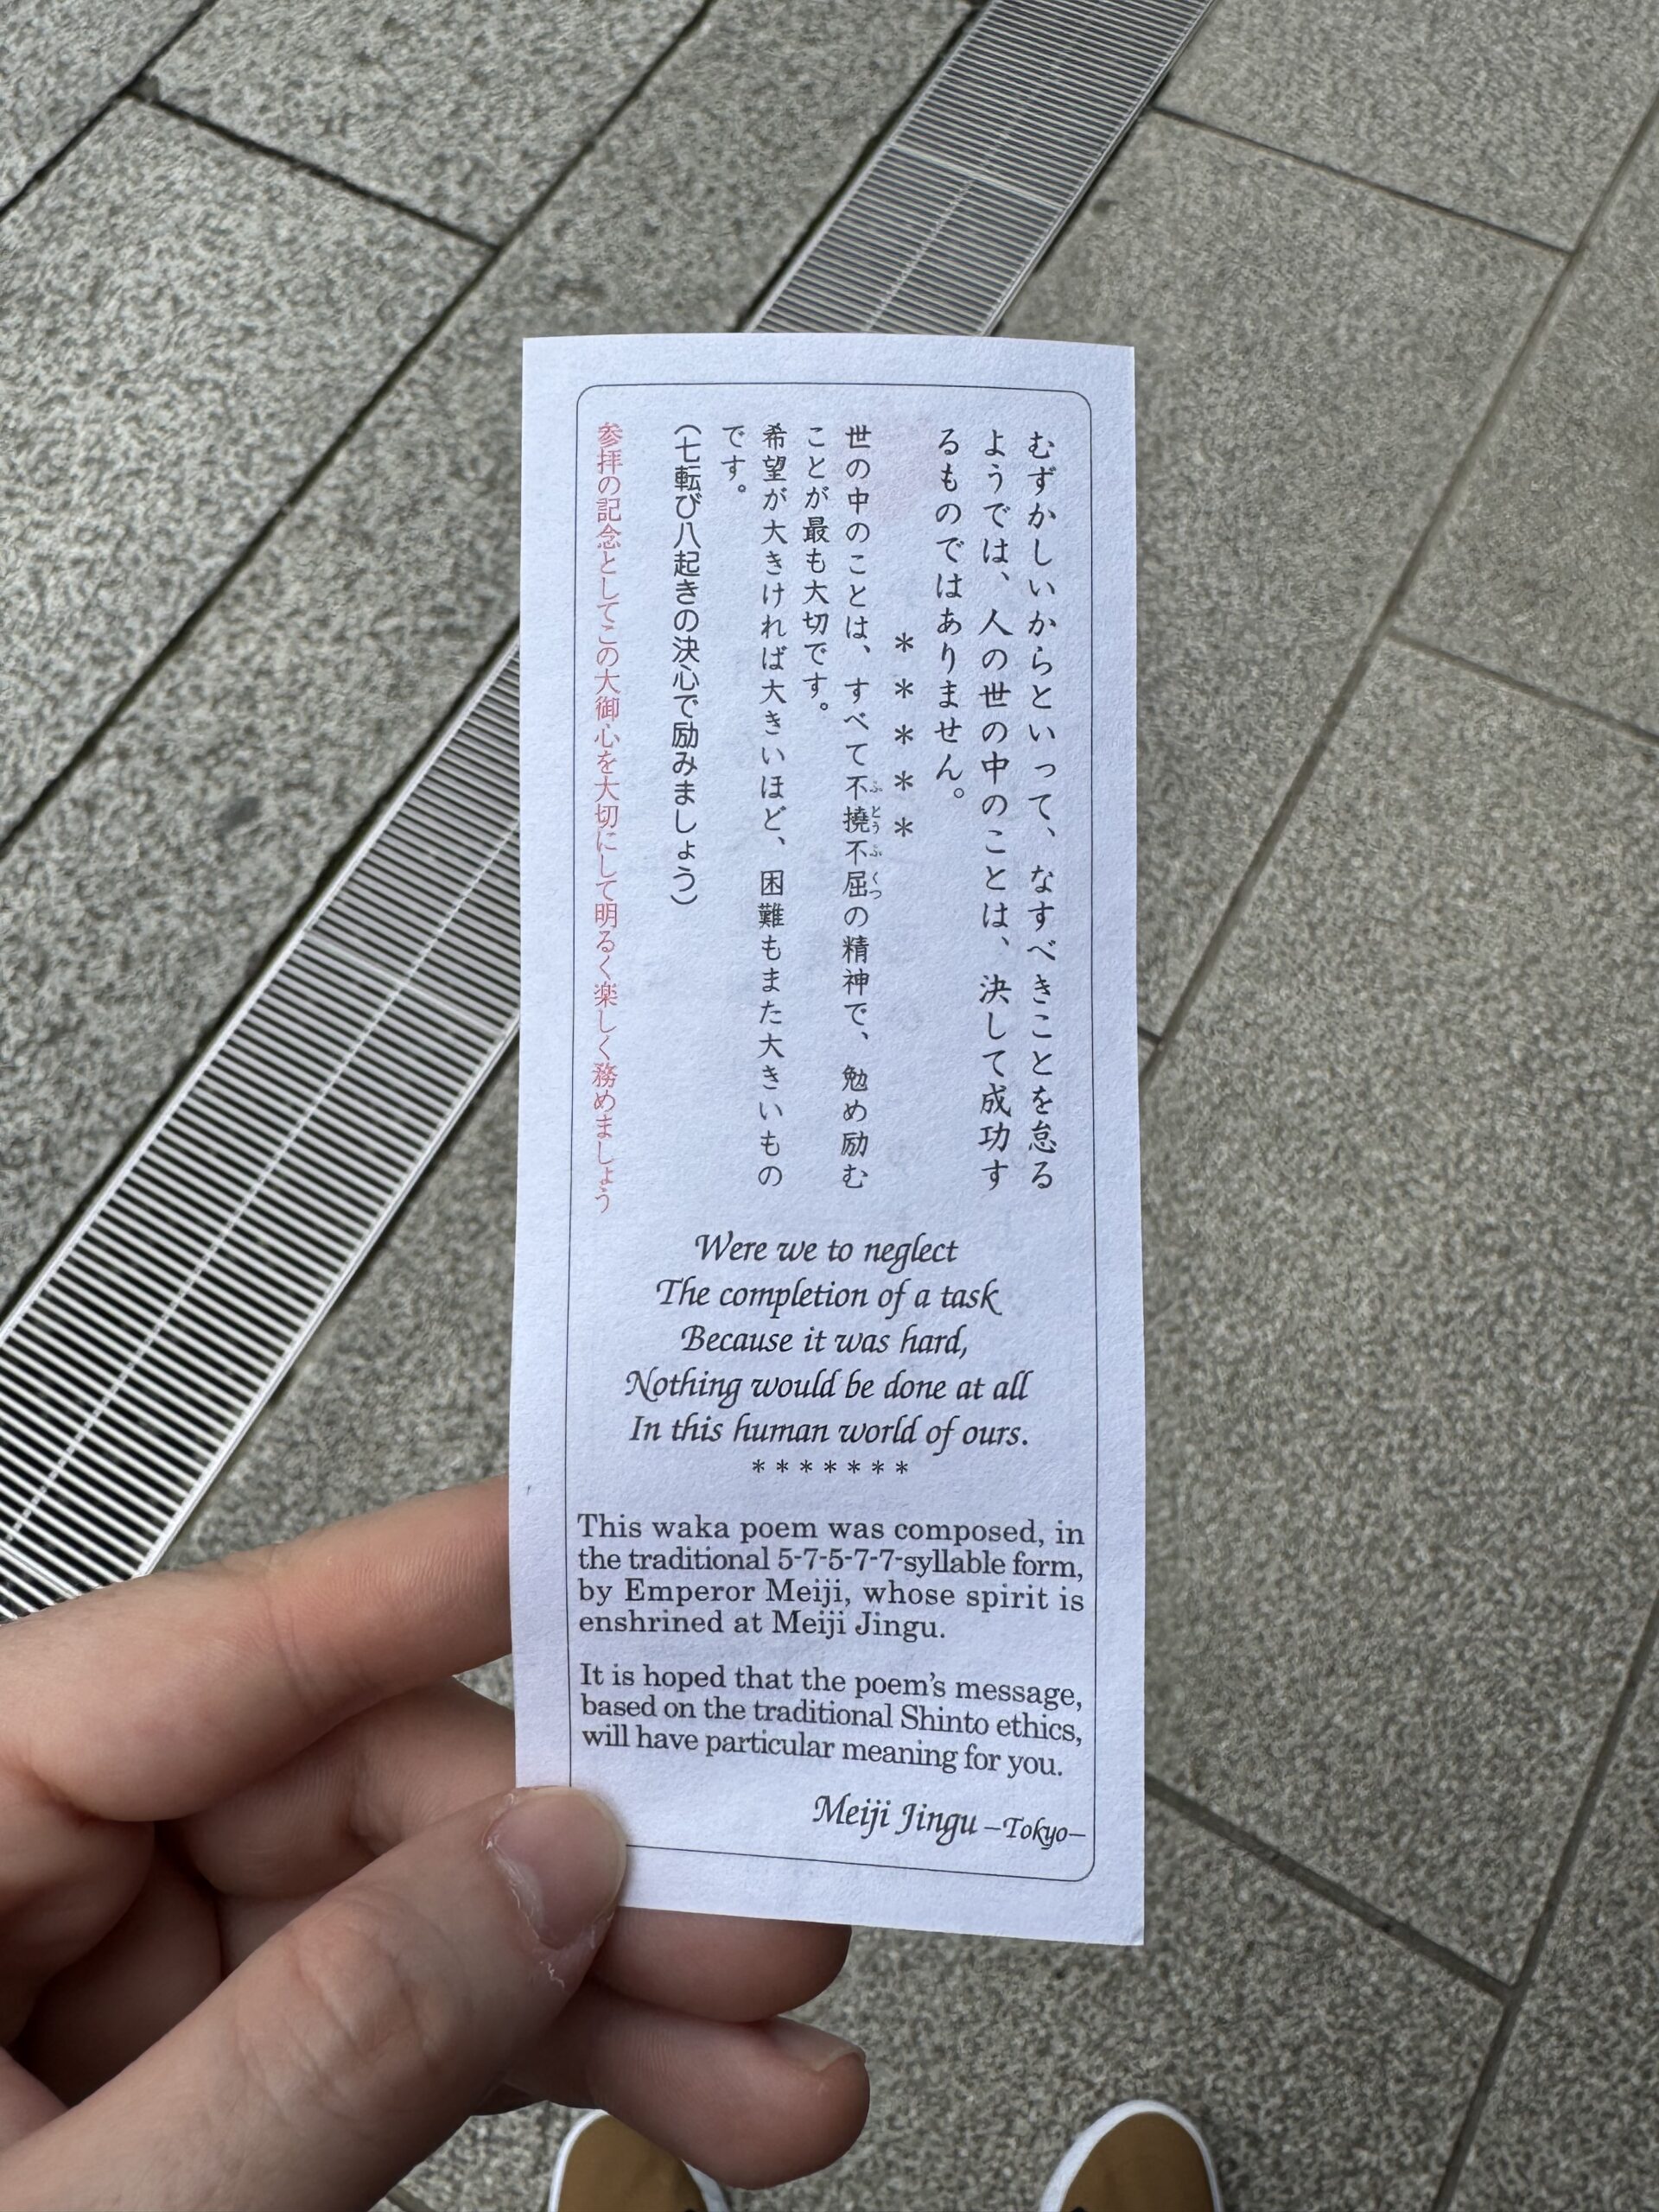 むずかしいからといって、なすべきことを怠る
ようでは、人の世の中のことは、決して成功す
るものではありません。
＊＊＊＊＊
世の中のことは、すべて不撓不屈の精神で、勉め励む
ふとうふくつ
ことが最も大切です。
希望が大きければ大きいほど、困難もまた大きいもの
です。
（七転び八起きの決心で励みましょう）
参拝の記念としてこの大御心を大切にして明るく楽しく務めましょう
Were we to neglect
The completion of a task
Because it was hard,
Nothing would be done at all
In this human world of ours.
*******
This waka poem was composed, in
the traditional 5-7-5-7-7-syllable form,
by Emperor Meiji, whose spirit is
enshrined at Meiji Jingu.
It is hoped that the poem's message,
based on the traditional Shinto ethics,
will have particular meaning for you.
Meiji Jingu –Tokyo–